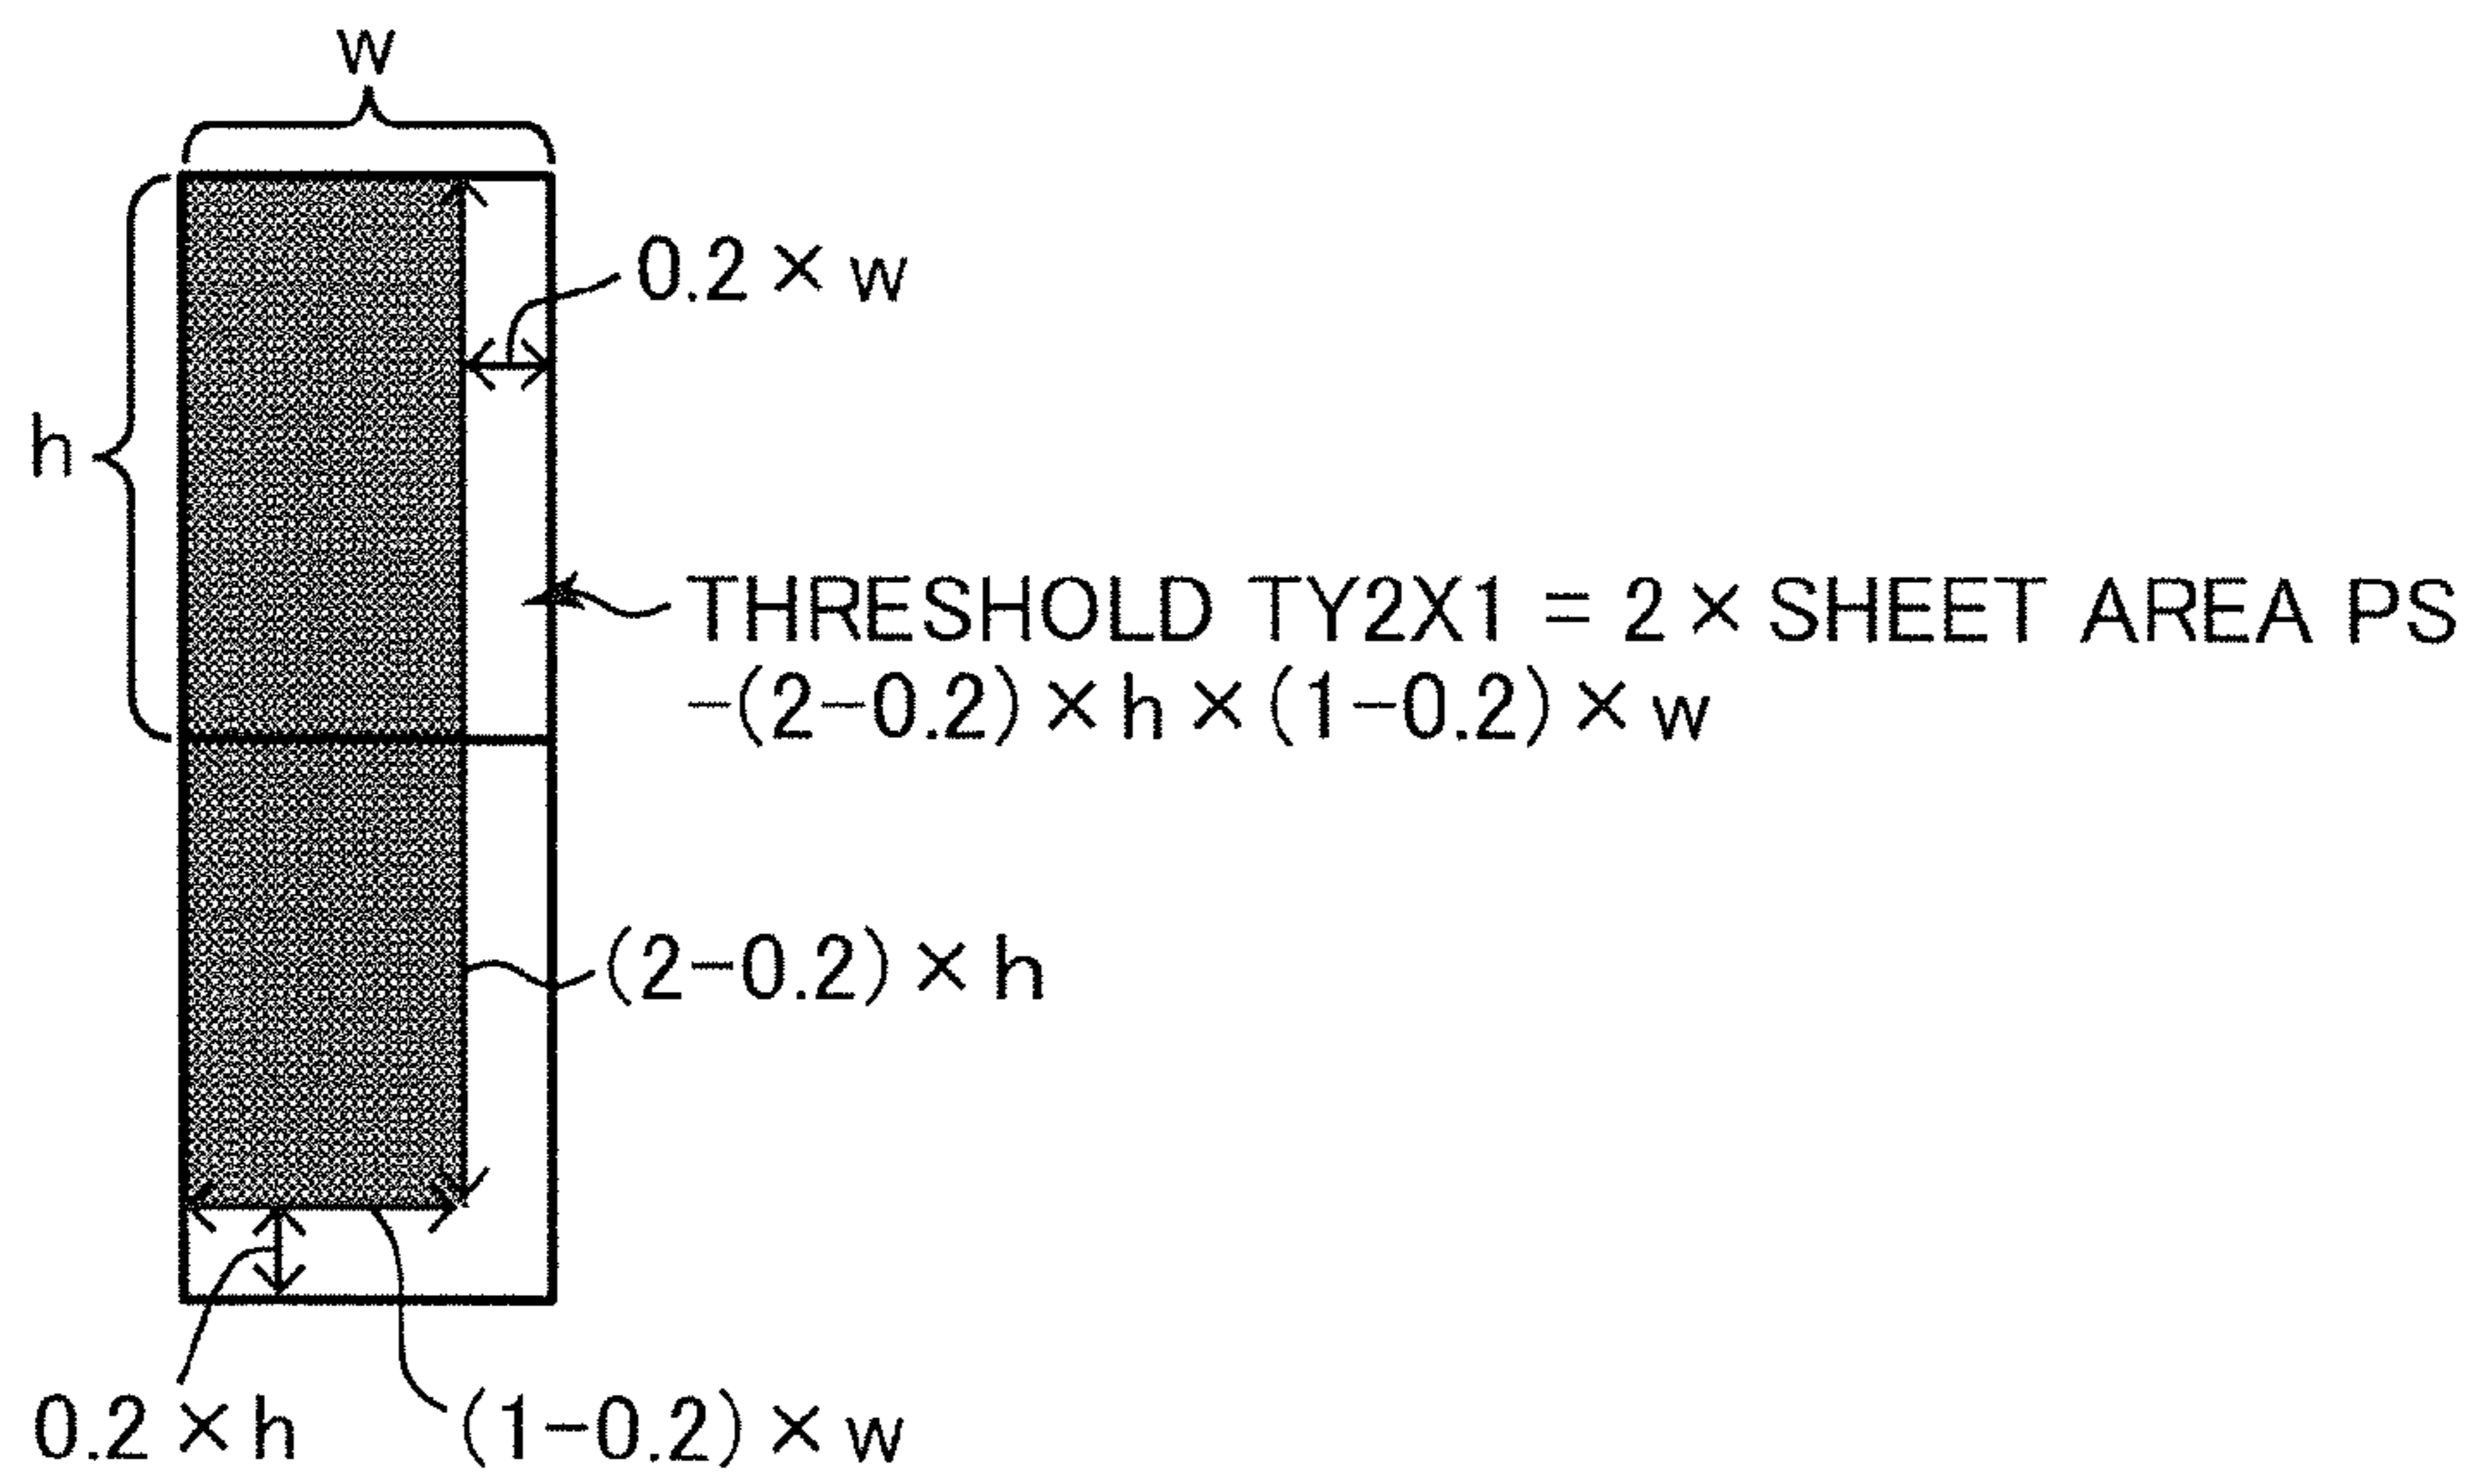 w
h
0.2 × w
THRESHOLD TY2X1 = 2 × SHEET AREA PS
-(2-0.2) × h × (1-0.2) × w
(2-0.2) × h
0.2 × h
(1-0.2) × w